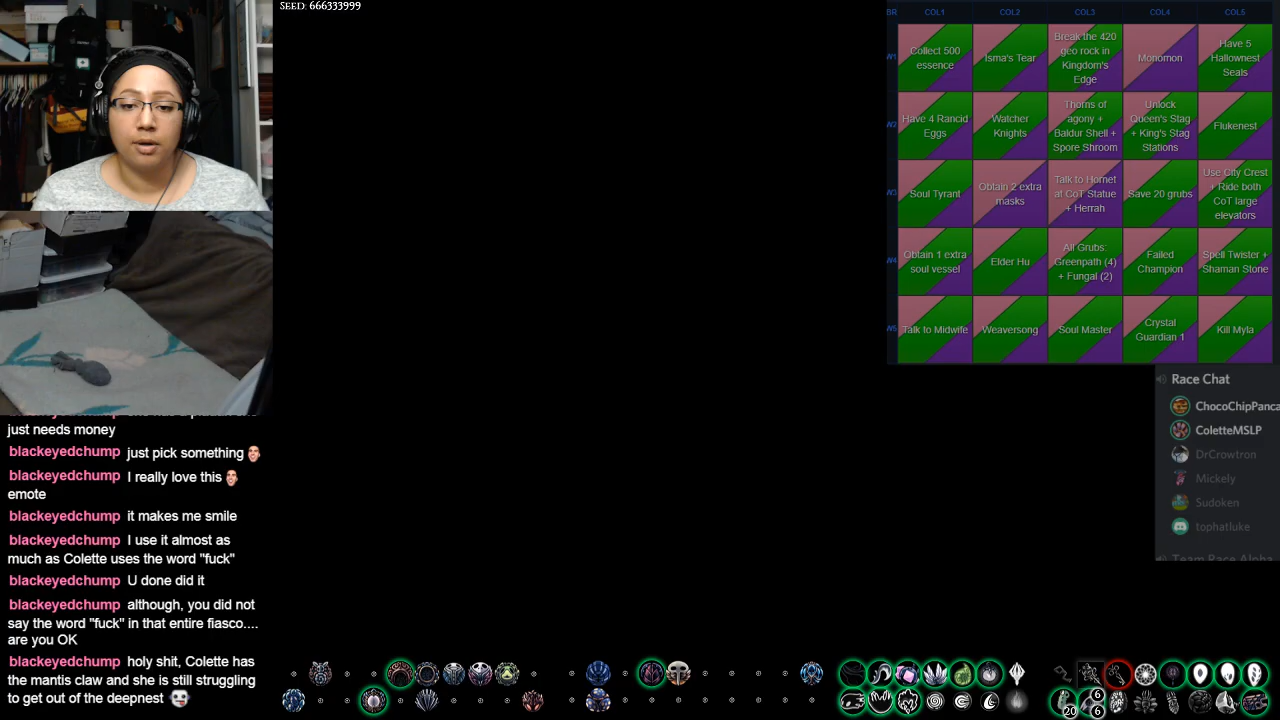 SEED: 666333999
BR COL1 COL2 COL3 COL4 COL5
Collect 500 essence
Isma's Tear
Break the 420 geo rock in Kingdom's Edge
Monomon
Have 5 Hallownest Seals
Have 4 Rancid Eggs
Watcher Knights
Thorns of agony + Baldur Shell + Spore Shroom
Unlock Queen's Stag + King's Stag Stations
Flukenest
Soul Tyrant
Obtain 2 extra masks
Talk to Hornet at CoT Statue + Herrah
Save 20 grubs
Use City Crest + Ride both CoT large elevators
Obtain 1 extra soul vessel
Elder Hu
All Grubs: Greenpath (4) + Fungal (2)
Failed Champion
Spell Twister + Shaman Stone
Talk to Midwife
Weaversong
Soul Master
Crystal Guardian 1
Kill Myla
Race Chat
ChocoChipPanca
ColetteMSLP
DrCrowtron
Mickely
Sudoken
tophatluke
Team Race Alpha
just needs money
blackeyedchump just pick something
blackeyedchump I really love this
emote
blackeyedchump it makes me smile
blackeyedchump I use it almost as
much as Colette uses the word "fuck"
blackeyedchump U done did it
blackeyedchump although, you did not
say the word "fuck" in that entire fiasco....
are you OK
blackeyedchump holy shit, Colette has
the mantis claw and she is still struggling
to get out of the deepnest
20
6
6